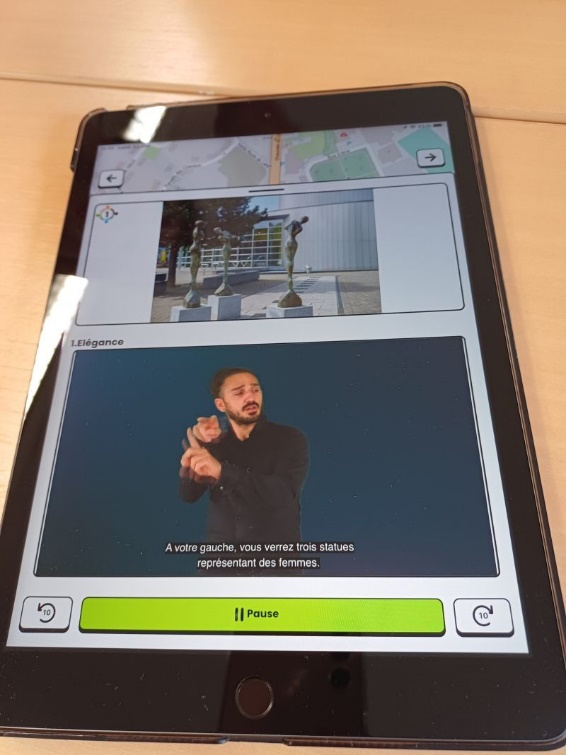 1.Elégance
A votre gauche, vous verrez trois statues
représentant des femmes.
10
Pause
10